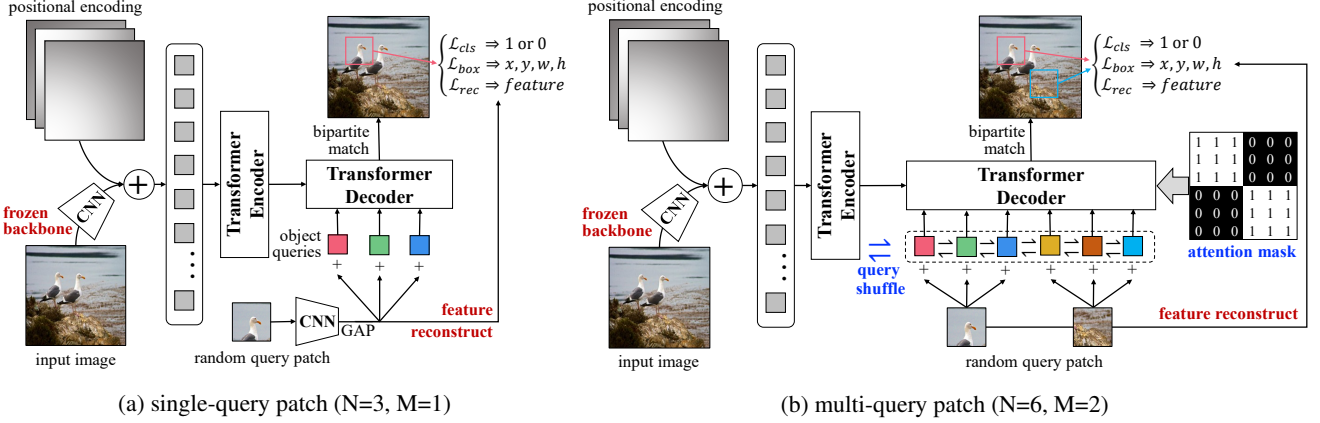 positional encoding
frozen
backbone
CNN
+
input image
Transformer
Encoder
bipartite
match
Transformer
Decoder
object
queries
+ + +
CNN
GAP
random query patch
feature
reconstruct
ℒcls ⇒ 1 or 0
ℒbox ⇒ x, y, w, h
ℒrec ⇒ feature
(a) single-query patch (N=3, M=1)
positional encoding
frozen
backbone
CNN
+
input image
Transformer
Encoder
bipartite
match
Transformer
Decoder
query
shuffle
+ + + + + +
random query patch
feature reconstruct
ℒcls ⇒ 1 or 0
ℒbox ⇒ x, y, w, h
ℒrec ⇒ feature
1 1 1 0 0 0
1 1 1 0 0 0
1 1 1 0 0 0
0 0 0 1 1 1
0 0 0 1 1 1
0 0 0 1 1 1
attention mask
(b) multi-query patch (N=6, M=2)